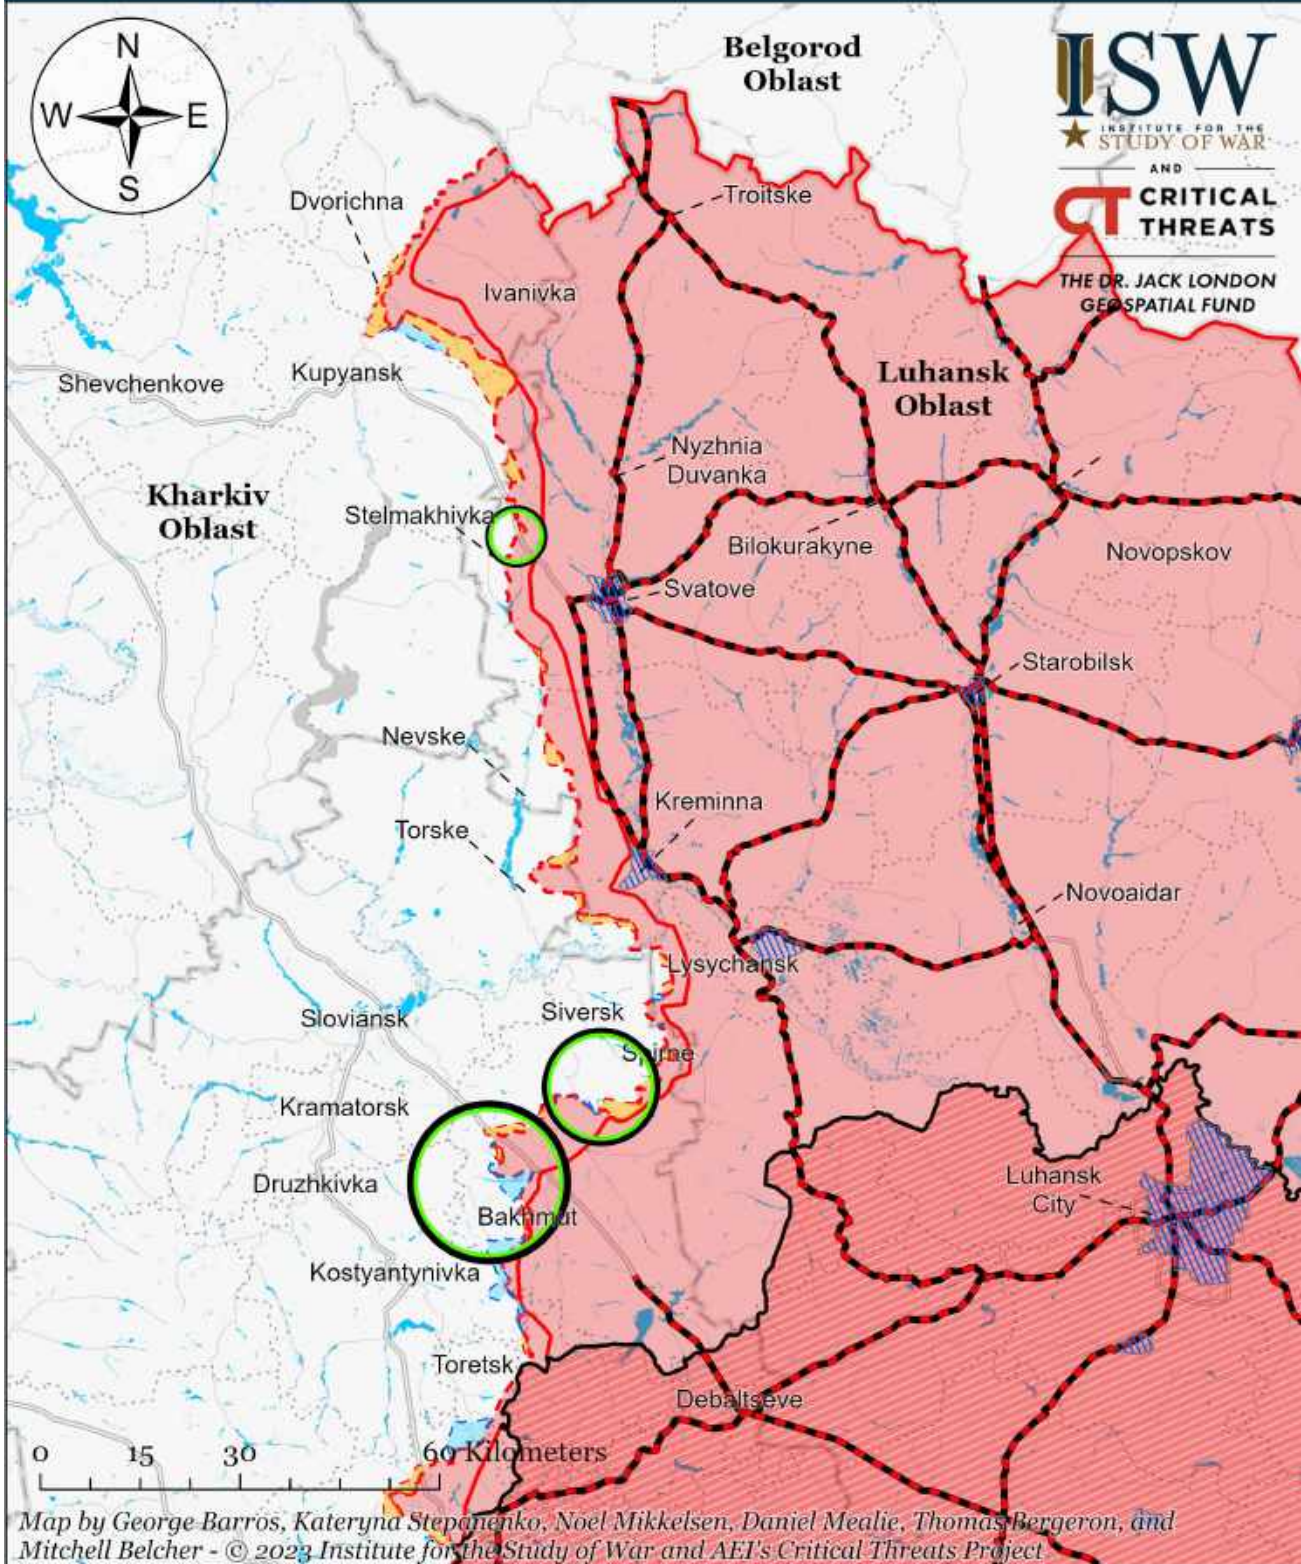 N
W
E
S
Belgorod
Oblast
ISW
INSTITUTE FOR THE
STUDY OF WAR
AND
CT CRITICAL
THREATS
THE DR. JACK LONDON
GEOSPATIAL FUND
Dvorichna
Troitske
Ivanivka
Shevchenkove
Kupyansk
Luhansk
Oblast
Nyzhnia
Duvanka
Kharkiv
Oblast
Stelmakhivka
Bilokurakyne
Novopskov
Svatove
Starobilsk
Nevske
Kreminna
Torske
Novoaidar
Lysychansk
Sloviansk
Siversk
Spirne
Kramatorsk
Druzhkivka
Luhansk
City
Bakhmut
Kostyantynivka
Toretsk
Debaltseve
0 15 30 60 Kilometers
Map by George Barros, Kateryna Stepanenko, Noel Mikkelsen, Daniel Mealie, Thomas Bergeron, and
Mitchell Belcher - © 2023 Institute for the Study of War and AEI's Critical Threats Project